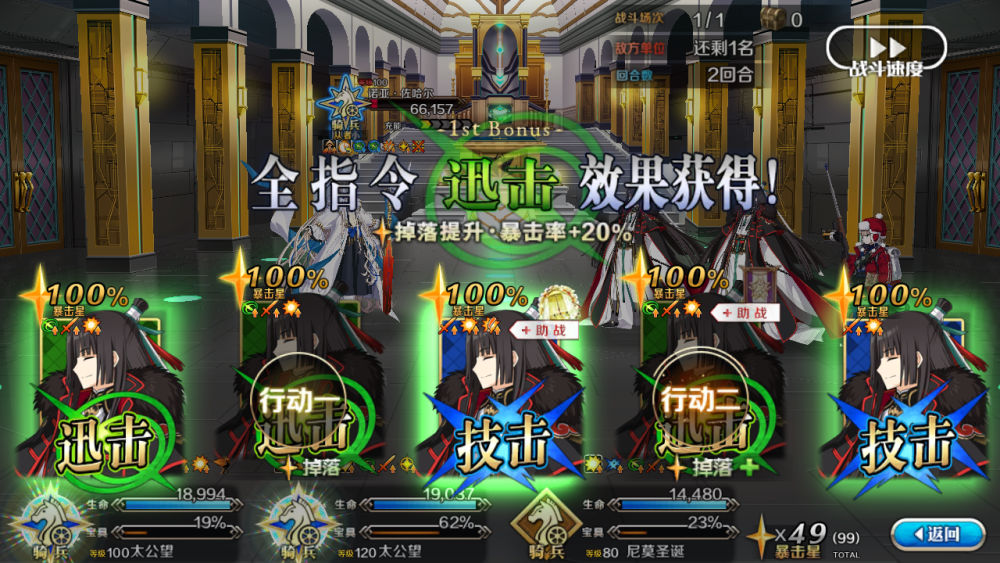 战斗场次 1/1 0
敌方单位 还剩1名
回合数 2回合
战斗速度
100
诺亚·佐哈尔
66,157
骑兵
从者
充能
1st Bonus
全指令 迅击 效果获得!
掉落提升·暴击率+20%
100% 100% 100% 100% 100%
暴击星 暴击星 暴击星 暴击星 暴击星
+助战 +助战
行动一 行动二
迅击 迅击 技击 迅击 技击
掉落 掉落
生命 18,994 生命 19,037 生命 14,480
宝具 19% 宝具 62% 宝具 23%
骑兵 等级100太公望 骑兵 等级120太公望 骑兵 等级80 尼莫圣诞
×49 (99)
暴击星 TOTAL
返回